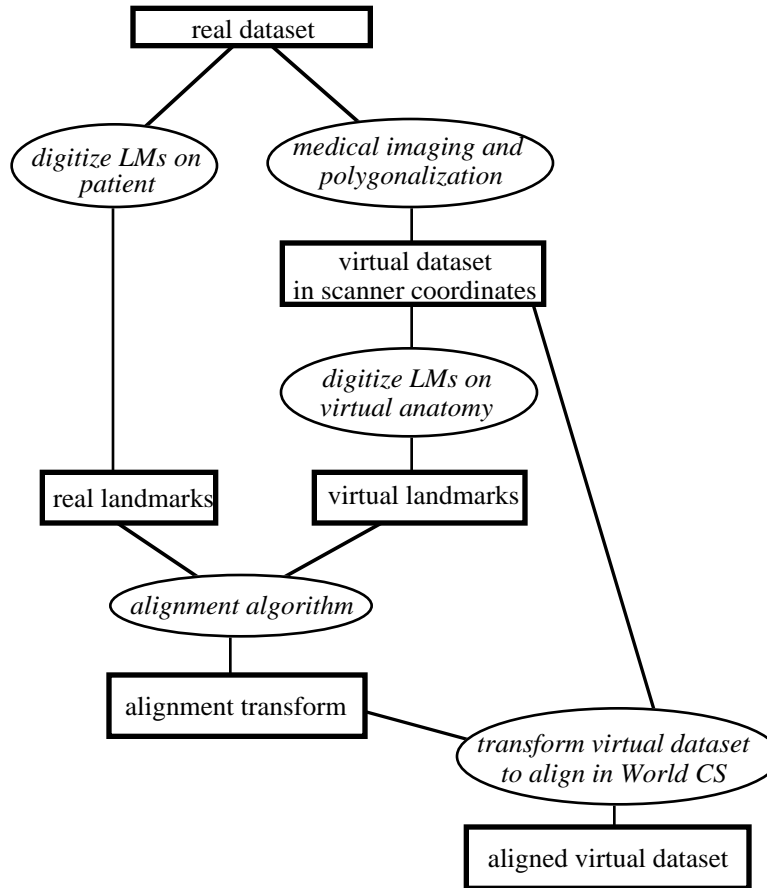 real dataset
digitize LMs on
patient
medical imaging and
polygonalization
virtual dataset
in scanner coordinates
digitize LMs on
virtual anatomy
real landmarks
virtual landmarks
alignment algorithm
alignment transform
transform virtual dataset
to align in World CS
aligned virtual dataset